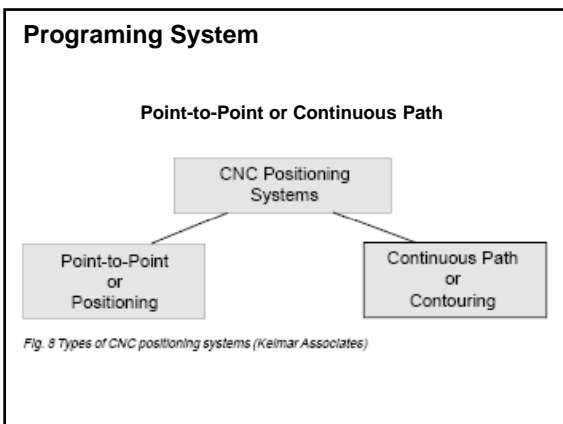 Programing System
Point-to-Point or Continuous Path
CNC Positioning
Systems
Point-to-Point
or
Positioning
Continuous Path
or
Contouring
Fig. 8 Types of CNC positioning systems (Kelmar Associates)